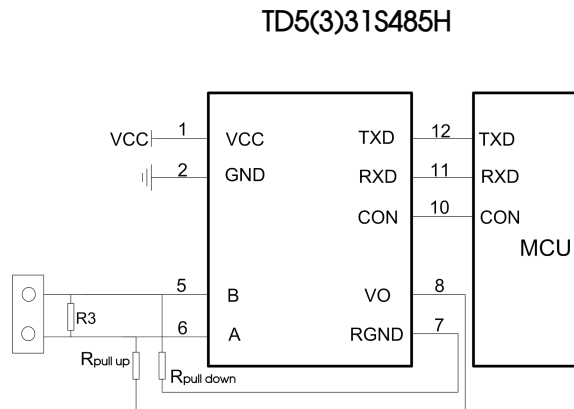 TD5(3)31S485H
VCC 1 VCC TXD 12 TXD
2 GND RXD 11 RXD
CON 10 CON
MCU
5 B VO 8
R3 6 A RGND 7
Rpull up
Rpull down